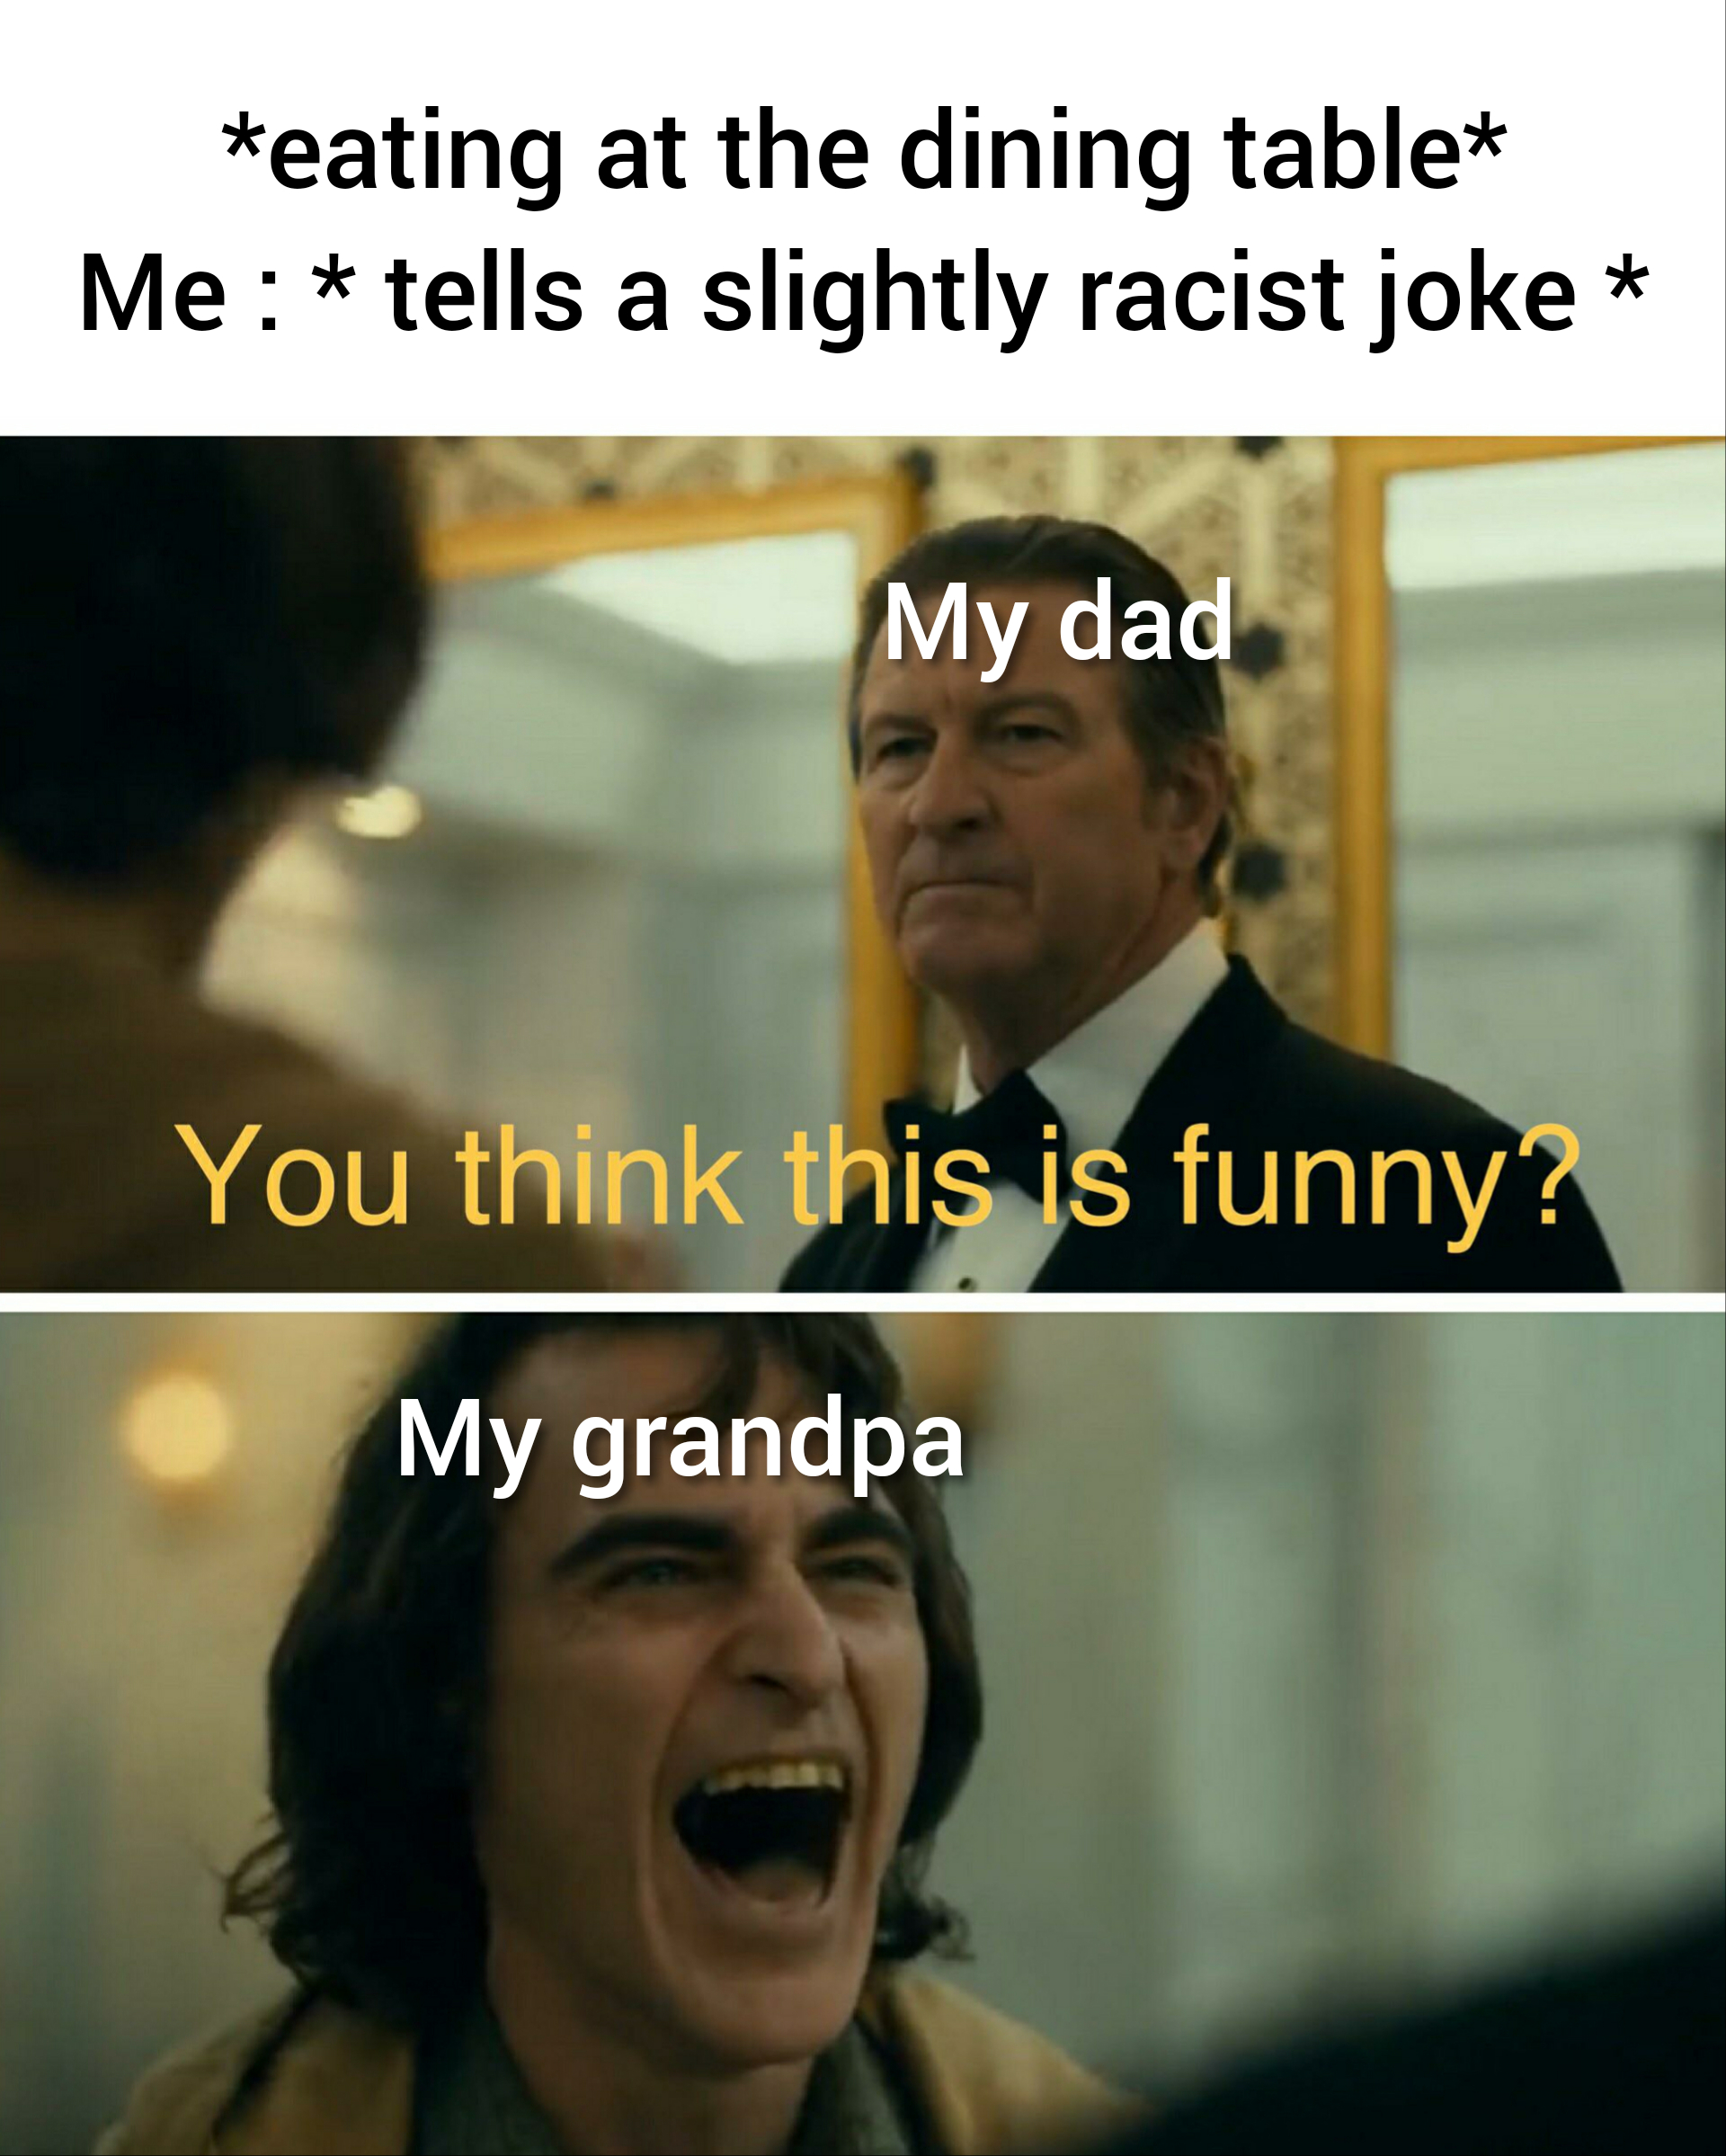 *eating at the dining table*
Me : * tells a slightly racist joke *
My dad
You think this is funny?
My grandpa